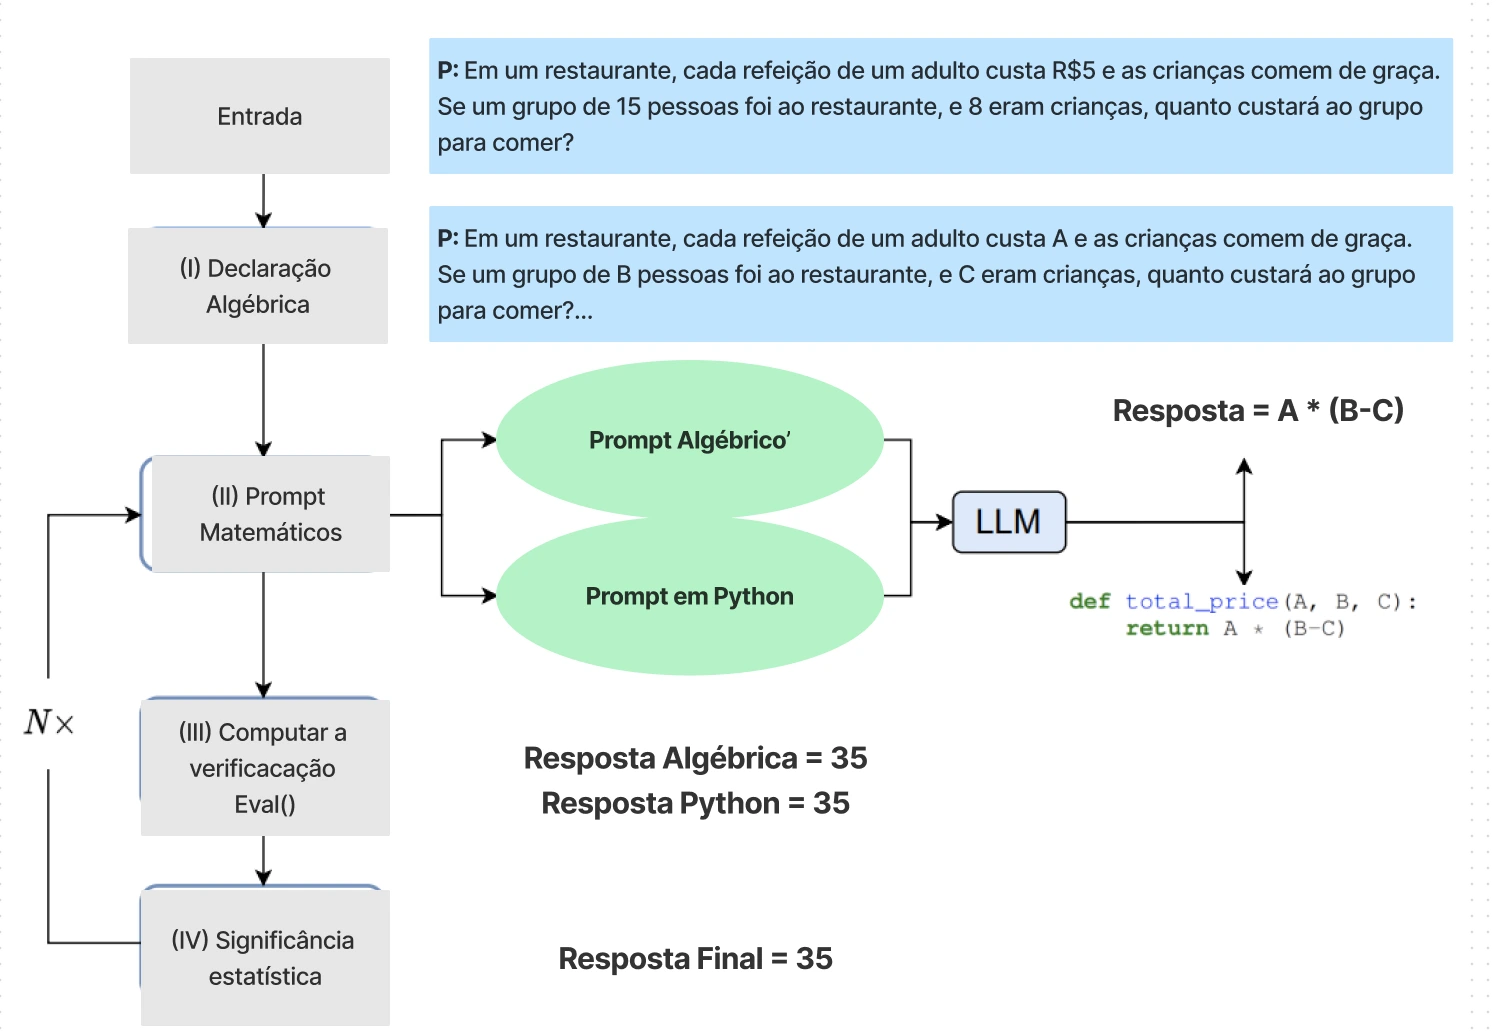 Entrada
P: Em um restaurante, cada refeição de um adulto custa R$5 e as crianças comem de graça.
Se um grupo de 15 pessoas foi ao restaurante, e 8 eram crianças, quanto custará ao grupo
para comer?
(I) Declaração
Algébrica
P: Em um restaurante, cada refeição de um adulto custa A e as crianças comem de graça.
Se um grupo de B pessoas foi ao restaurante, e C eram crianças, quanto custará ao grupo
para comer?...
(II) Prompt
Matemáticos
Prompt Algébrico’
Prompt em Python
LLM
Resposta = A * (B-C)
def total_price(A, B, C):
return A * (B-C)
N×
(III) Computar a
verificacação
Eval()
Resposta Algébrica = 35
Resposta Python = 35
(IV) Significância
estatística
Resposta Final = 35